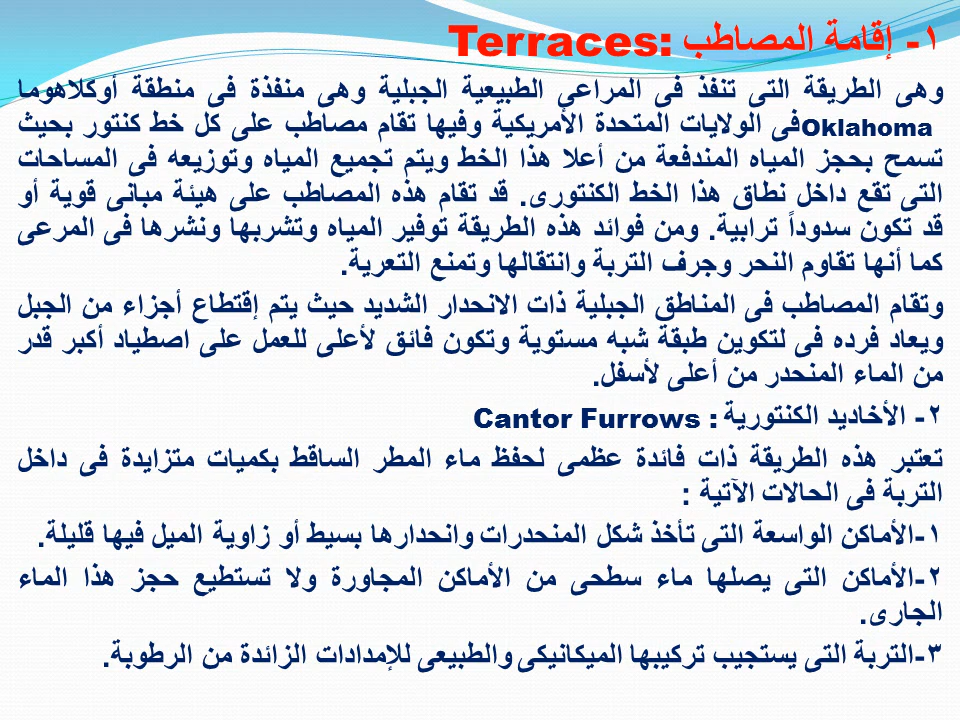 ١- إقامة المصاطب Terraces:
وهى الطريقة التى تنفذ فى المراعى الطبيعية الجبلية وهى منفذة فى منطقة أوكلاهوما
Oklahoma فى الولايات المتحدة الأمريكية وفيها تقام مصاطب على كل خط كنتور بحيث
تسمح بحجز المياه المندفعة من أعلا هذا الخط ويتم تجميع المياه وتوزيعه فى المساحات
التى تقع داخل نطاق هذا الخط الكنتورى. قد تقام هذه المصاطب على هيئة مبانى قوية أو
قد تكون سدوداً ترابية. ومن فوائد هذه الطريقة توفير المياه وتشربها ونشرها فى المرعى
كما أنها تقاوم النحر وجرف التربة وانتقالها وتمنع التعرية.
وتقام المصاطب فى المناطق الجبلية ذات الانحدار الشديد حيث يتم إقتطاع أجزاء من الجبل
ويعاد فرده فى لتكوين طبقة شبه مستوية وتكون فائق لأعلى للعمل على اصطياد أكبر قدر
من الماء المنحدر من أعلى لأسفل.
٢- الأخاديد الكنتورية : Cantor Furrows
تعتبر هذه الطريقة ذات فائدة عظمى لحفظ ماء المطر الساقط بكميات متزايدة فى داخل
التربة فى الحالات الآتية :
١-الأماكن الواسعة التى تأخذ شكل المنحدرات وانحدارها بسيط أو زاوية الميل فيها قليلة.
٢-الأماكن التى يصلها ماء سطحى من الأماكن المجاورة ولا تستطيع حجز هذا الماء
الجارى.
٣-التربة التى يستجيب تركيبها الميكانيكى والطبيعى للإمدادات الزائدة من الرطوبة.